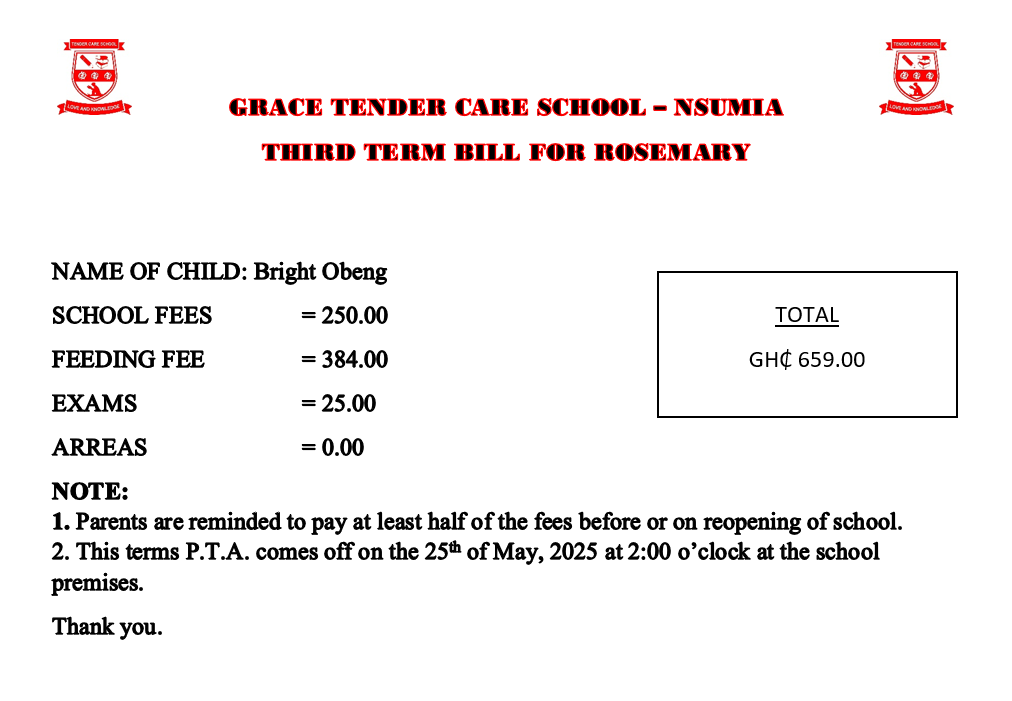 TENDER CARE SCHOOL
LOVE AND KNOWLEDGE
TENDER CARE SCHOOL
LOVE AND KNOWLEDGE
GRACE TENDER CARE SCHOOL – NSUMIA
THIRD TERM BILL FOR ROSEMARY
NAME OF CHILD: Bright Obeng
SCHOOL FEES = 250.00
FEEDING FEE = 384.00
EXAMS = 25.00
ARREAS = 0.00
TOTAL
GH₵ 659.00
NOTE:
1. Parents are reminded to pay at least half of the fees before or on reopening of school.
2. This terms P.T.A. comes off on the 25th of May, 2025 at 2:00 o’clock at the school
premises.
Thank you.